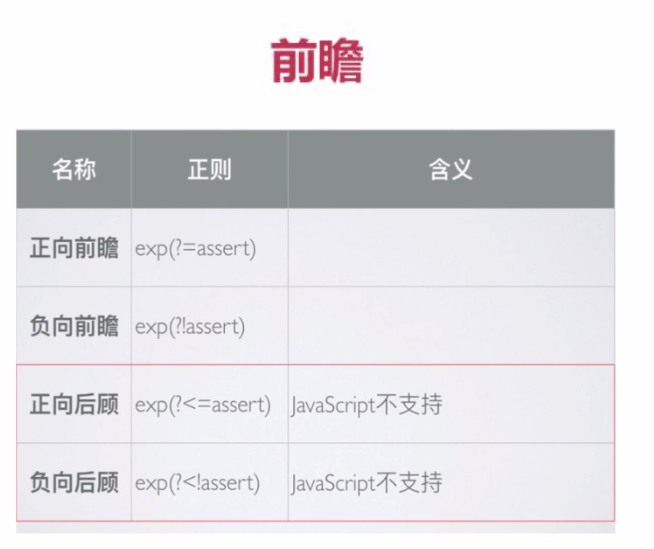 前瞻
名称 正则 含义
正向前瞻 exp(?=assert)
负向前瞻 exp(?!assert)
正向后顾 exp(?<=assert) JavaScript不支持
负向后顾 exp(?<!assert) JavaScript不支持